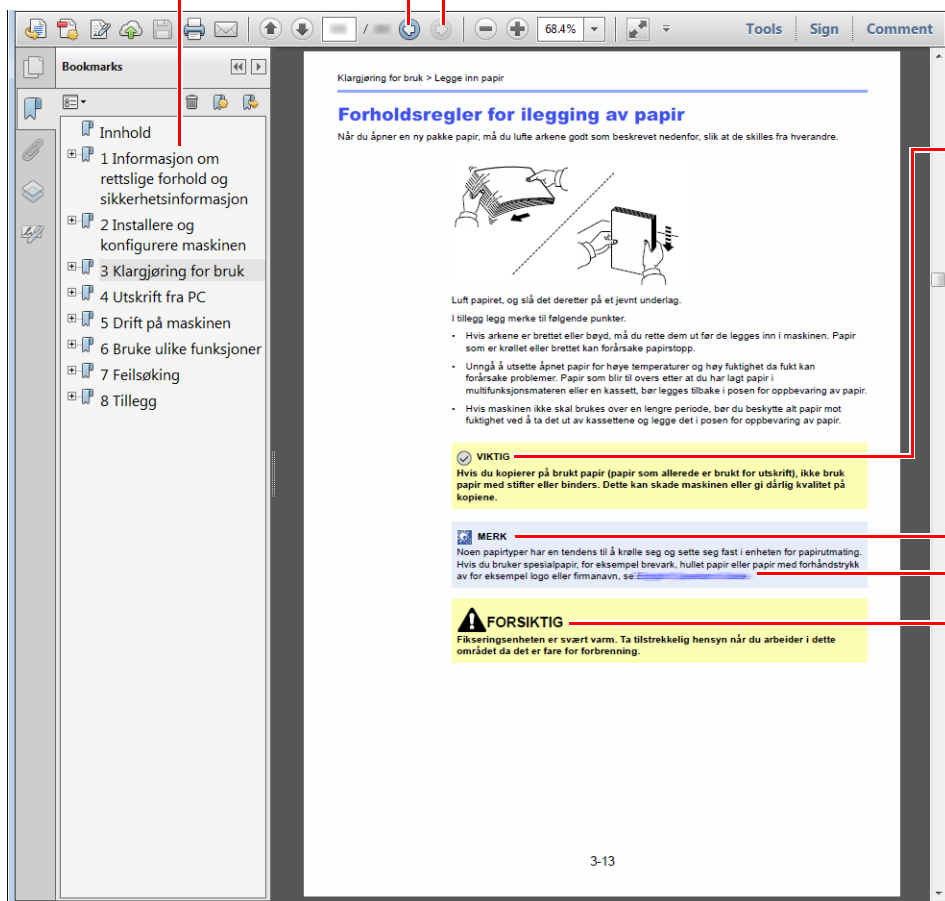 /
68.4%
Tools
Sign
Comment
Bookmarks
Innhold
1 Informasjon om
rettslige forhold og
sikkerhetsinformasjon
2 Installere og
konfigurere maskinen
3 Klargjøring for bruk
4 Utskrift fra PC
5 Drift på maskinen
6 Bruke ulike funksjoner
7 Feilsøking
8 Tillegg
Klargjøring for bruk > Legge inn papir
Forholdsregler for ilegging av papir
Når du åpner en ny pakke papir, må du lufte arkene godt som beskrevet nedenfor, slik at de skilles fra hverandre.
Luft papiret, og slå det deretter på et jevnt underlag.
I tillegg legg merke til følgende punkter.
• Hvis arkene er brettet eller bøyd, må du rette dem ut før de legges inn i maskinen. Papir
som er krøllet eller brettet kan forårsake papirstopp.
• Unngå å utsette åpnet papir for høye temperaturer og høy fuktighet da fukt kan
forårsake problemer. Papir som blir til overs etter at du har lagt papir i
multifunksjonsmateren eller en kassett, bør legges tilbake i posen for oppbevaring av papir.
• Hvis maskinen ikke skal brukes over en lengre periode, bør du beskytte alt papir mot
fuktighet ved å ta det ut av kassettene og legge det i posen for oppbevaring av papir.
VIKTIG
Hvis du kopierer på brukt papir (papir som allerede er brukt for utskrift), ikke bruk
papir med stifter eller binders. Dette kan skade maskinen eller gi dårlig kvalitet på
kopiene.
MERK
Noen papirtyper har en tendens til å krølle seg og sette seg fast i enheten for papirutmating.
Hvis du bruker spesialpapir, for eksempel brevark, hullet papir eller papir med forhåndstrykk
av for eksempel logo eller firmanavn, se
FORSIKTIG
Fikseringsenheten er svært varm. Ta tilstrekkelig hensyn når du arbeider i dette
området da det er fare for forbrenning.
3-13